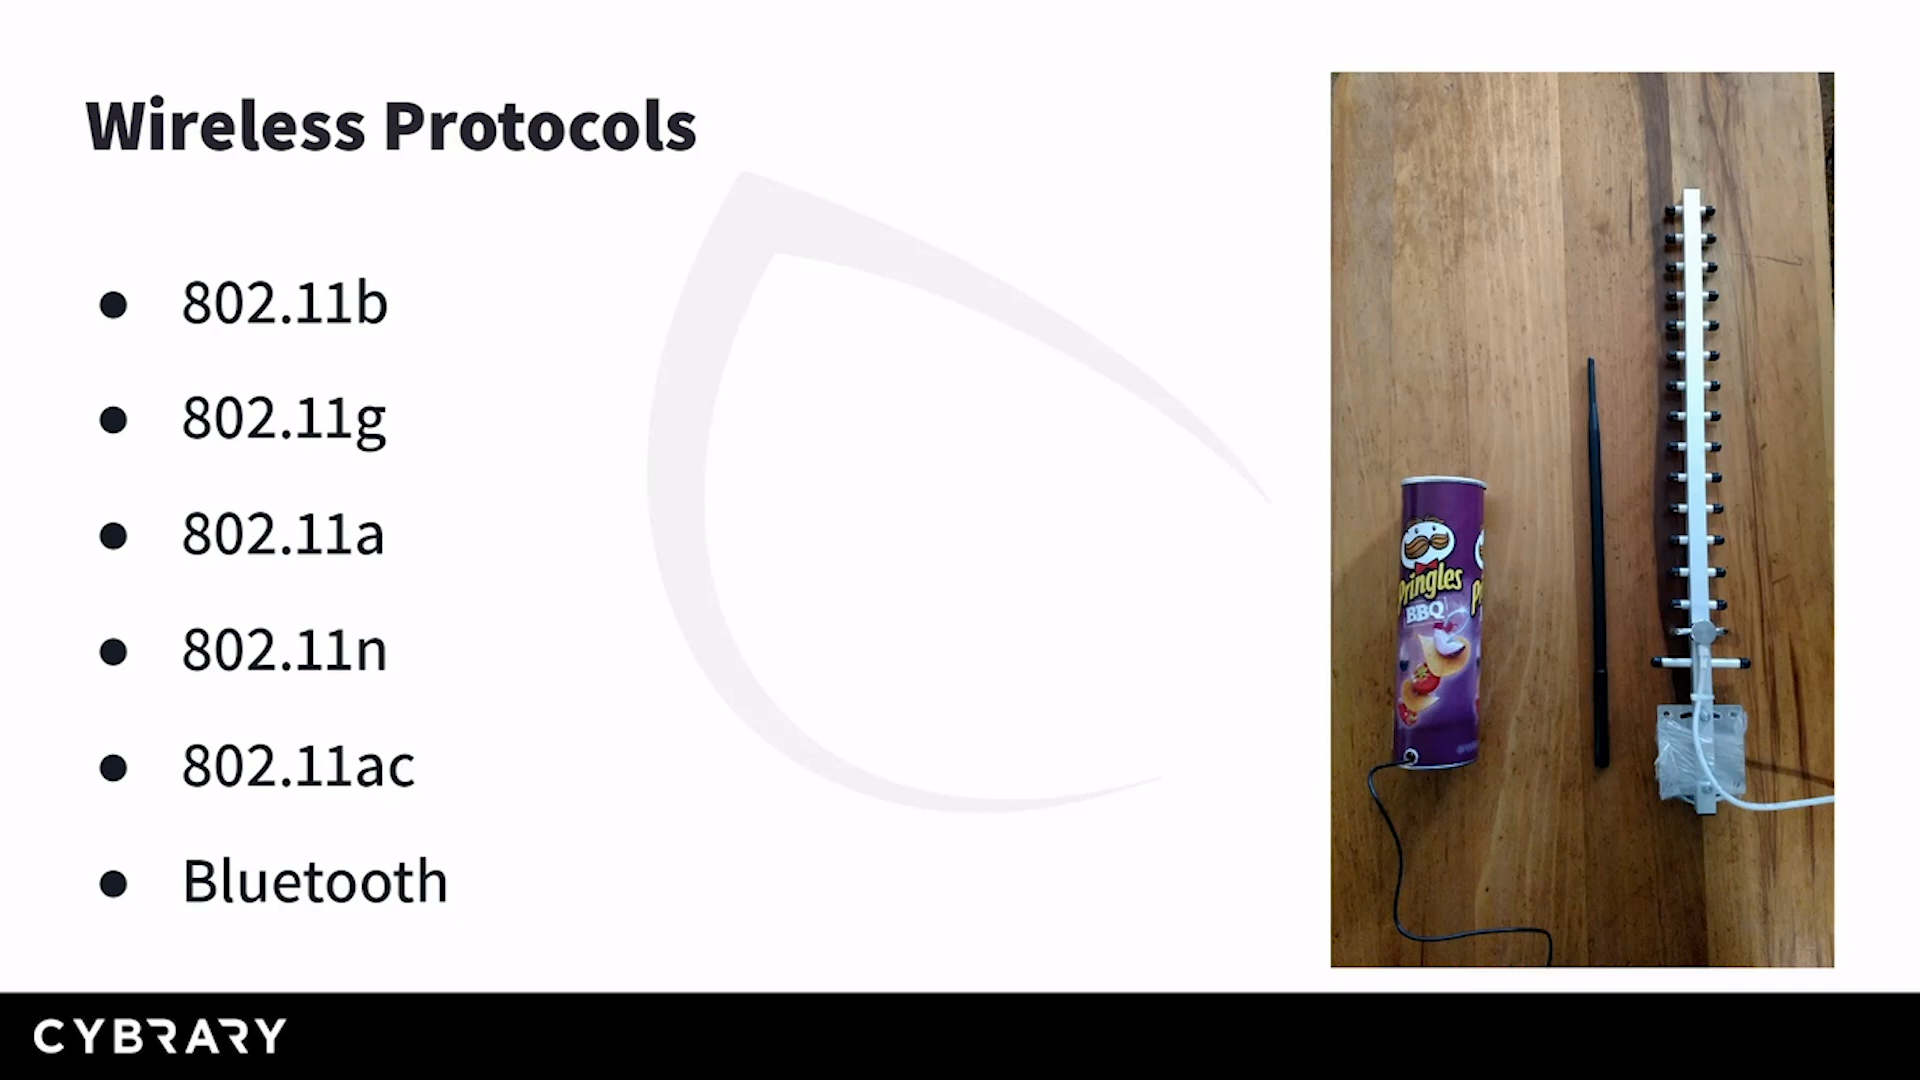 Wireless Protocols
802.11b
802.11g
802.11a
802.11n
802.11ac
Bluetooth
Pringles
BBQ
CYBRARY